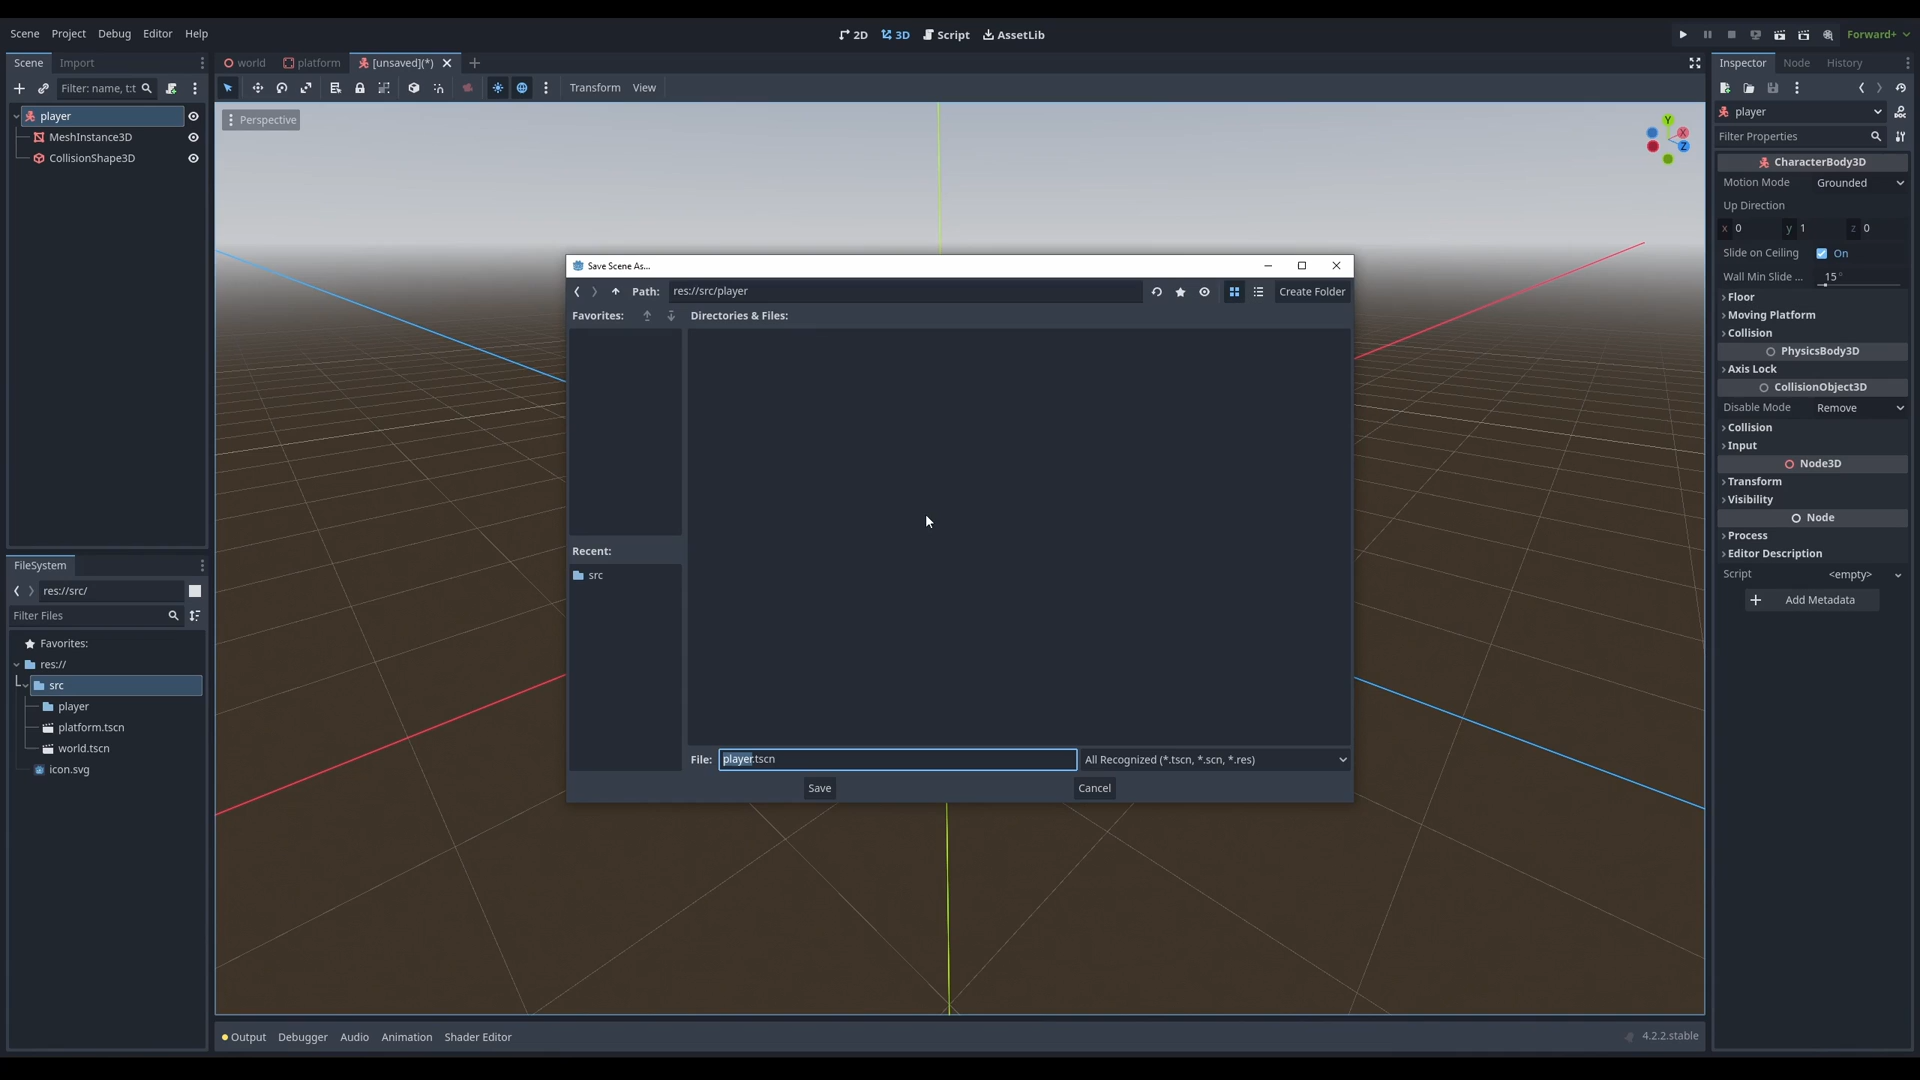 Scene Project Debug Editor Help
2D 3D Script AssetLib
Forward+
Scene Import
world platform [unsaved](*)
Inspector Node History
Filter: name, t:t
Transform View
player
MeshInstance3D
CollisionShape3D
Perspective
Y
X
Z
player
Filter Properties
CharacterBody3D
Motion Mode Grounded
Up Direction
x 0 y 1 z 0
Slide on Ceiling On
Wall Min Slide ... 15 °
Floor
Moving Platform
Collision
PhysicsBody3D
Axis Lock
CollisionObject3D
Disable Mode Remove
Collision
Input
Node3D
Transform
Visibility
Node
Process
Editor Description
Script <empty>
Add Metadata
Save Scene As...
Path: res://src/player Create Folder
Favorites: Directories & Files:
Recent:
src
File: player.tscn All Recognized (*.tscn, *.scn, *.res)
Save Cancel
FileSystem
res://src/
Filter Files
Favorites:
res://
src
player
platform.tscn
world.tscn
icon.svg
Output Debugger Audio Animation Shader Editor
4.2.2.stable